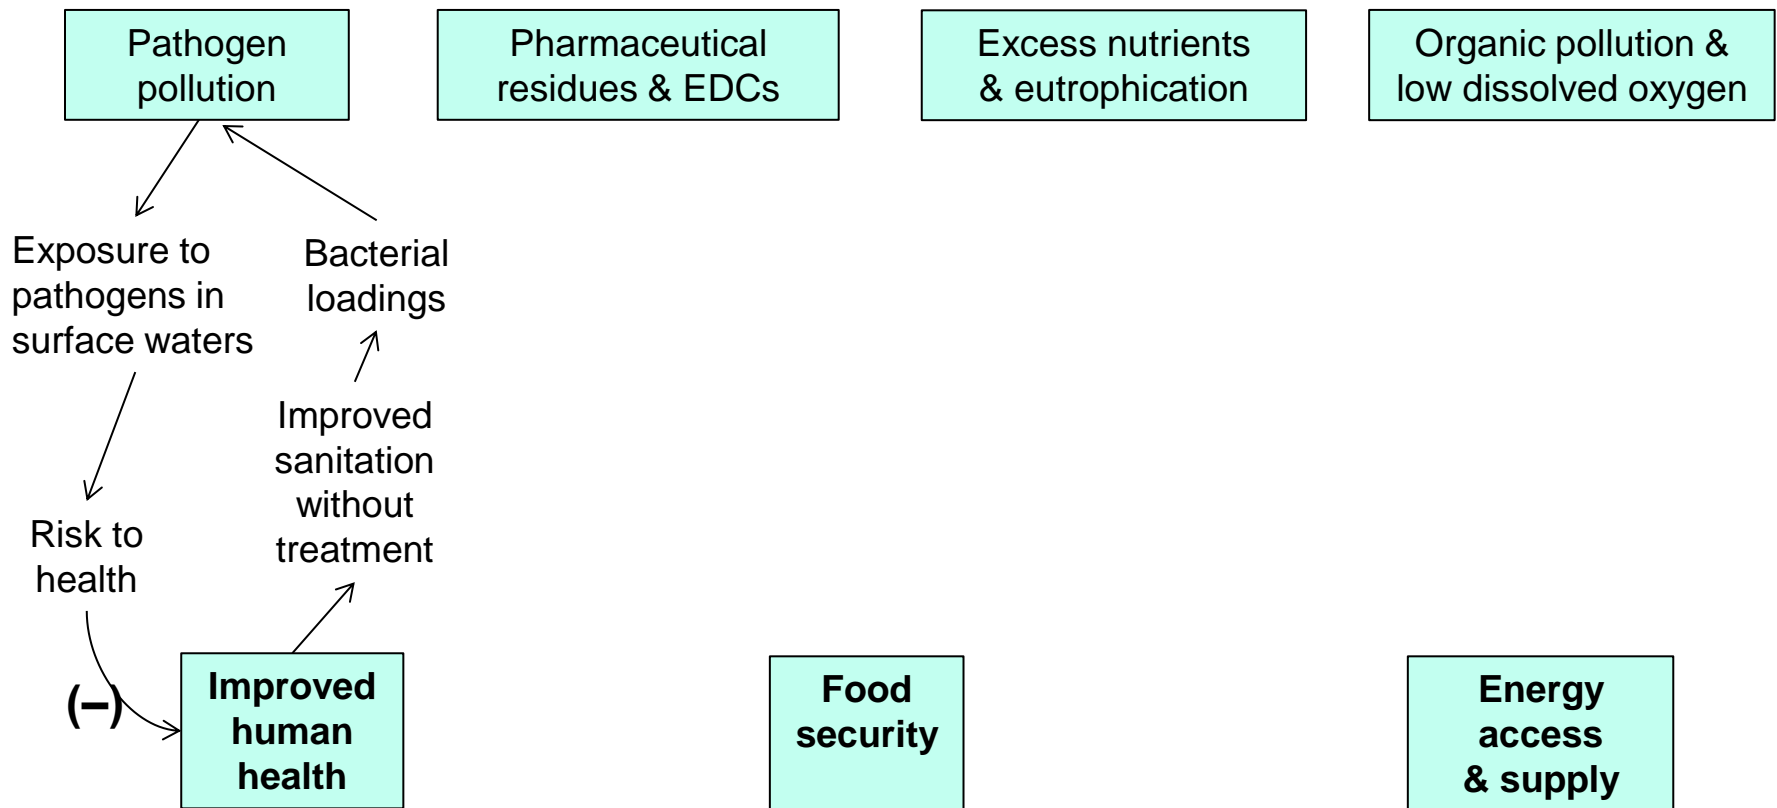 Pathogen
pollution
Pharmaceutical
residues & EDCs
Excess nutrients
& eutrophication
Organic pollution &
low dissolved oxygen
Exposure to
pathogens in
surface waters
Bacterial
loadings
Improved
sanitation
without
treatment
Risk to
health
(–)
Improved
human
health
Food
security
Energy
access
& supply